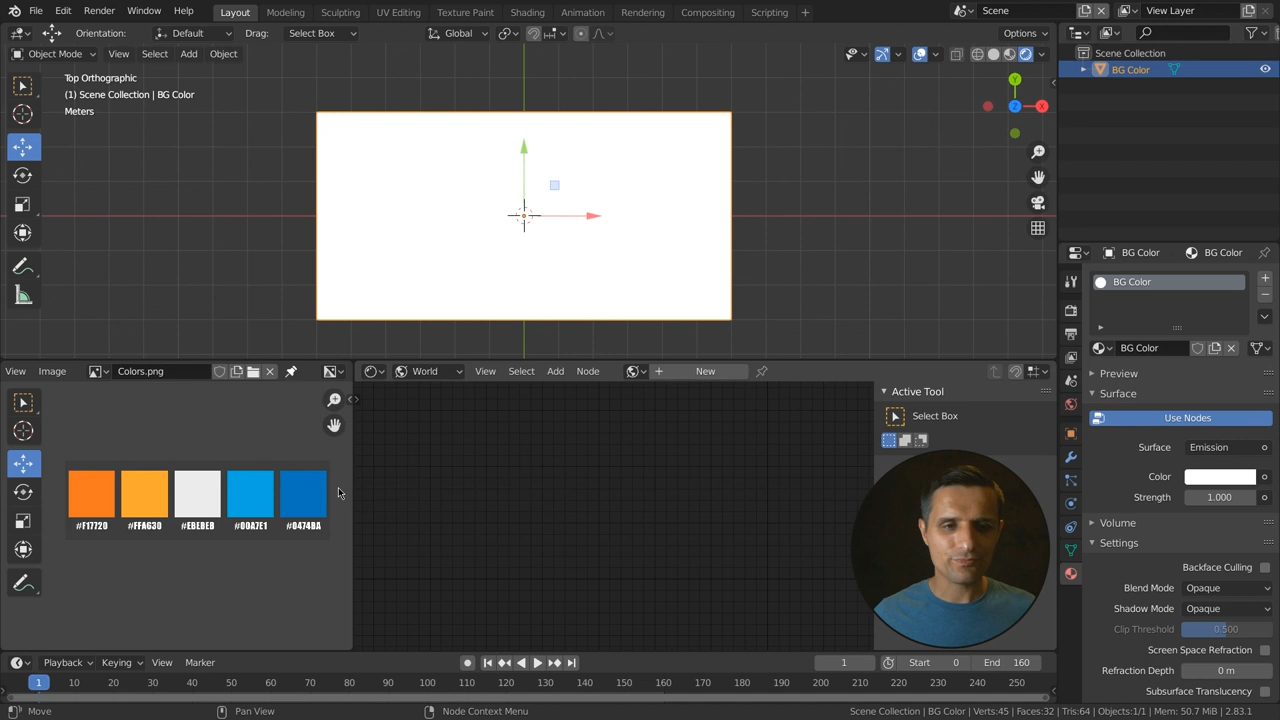 File Edit Render Window Help Layout Modeling Sculpting UV Editing Texture Paint Shading Animation Rendering Compositing Scripting + Scene View Layer
Orientation: Default Drag: Select Box Global Options
Object Mode View Select Add Object
Top Orthographic
(1) Scene Collection | BG Color
Meters
Y
Z X
Scene Collection
BG Color
BG Color BG Color
BG Color
BG Color
Preview
Surface
Use Nodes
Surface Emission
Color
Strength 1.000
Volume
Settings
Backface Culling
Blend Mode Opaque
Shadow Mode Opaque
Clip Threshold 0.500
Screen Space Refraction
Refraction Depth 0 m
Subsurface Translucency
View Image Colors.png World View Select Add Node New
Active Tool
Select Box
#F17720 #FFA630 #EBEBEB #00A7E1 #0474BA
Playback Keying View Marker 1 Start 0 End 160
1 10 20 30 40 50 60 70 80 90 100 110 120 130 140 150 160 170 180 190 200 210 220 230 240 250
Move Pan View Node Context Menu Scene Collection | BG Color | Verts:45 | Faces:32 | Tris:64 | Objects:1/1 | Mem: 50.7 MiB | 2.83.1